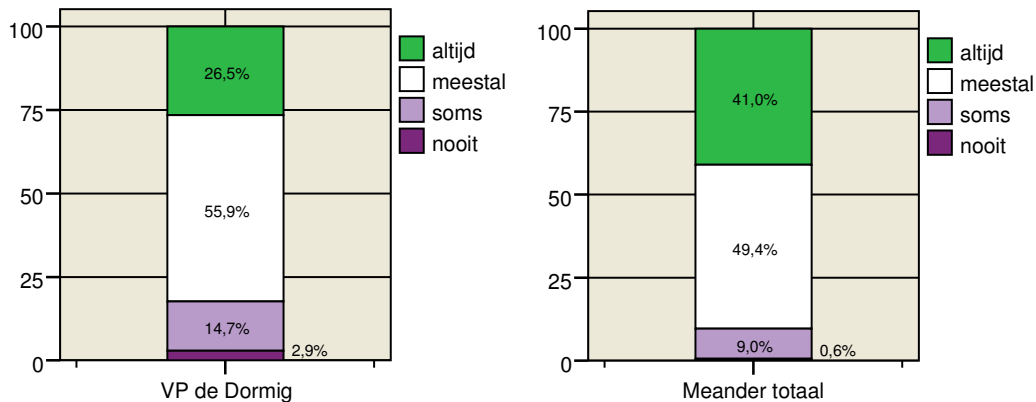 100
75
50
25
0
26,5%
55,9%
14,7%
2,9%
VP de Dormig
altijd
meestal
soms
nooit
100
75
50
25
0
41,0%
49,4%
9,0%
0,6%
Meander totaal
altijd
meestal
soms
nooit